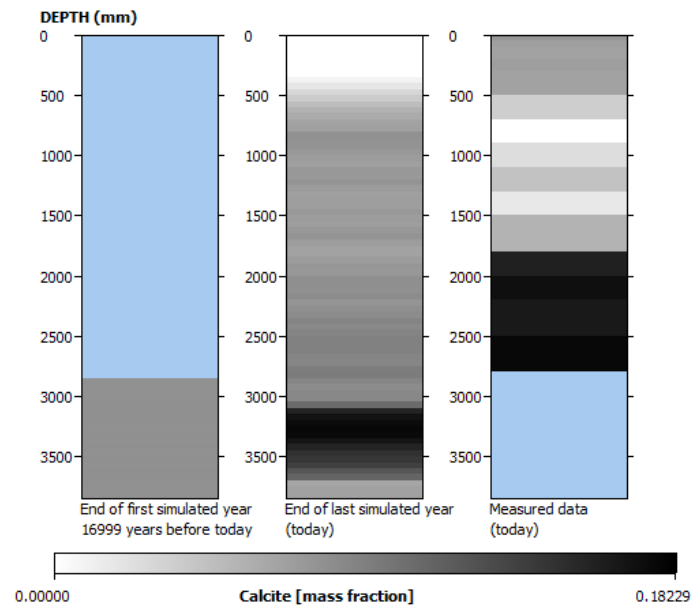 DEPTH (mm)
0 0 0
500 500 500
1000 1000 1000
1500 1500 1500
2000 2000 2000
2500 2500 2500
3000 3000 3000
3500 3500 3500
End of first simulated year End of last simulated year Measured data
16999 years before today (today) (today)
0.00000 Calcite [mass fraction] 0.18229